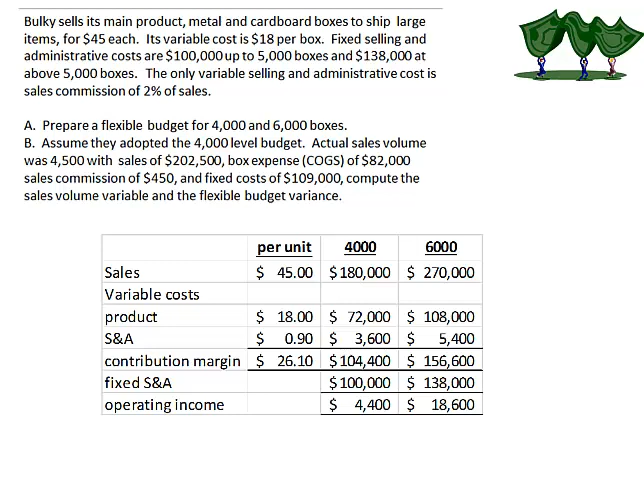 Bulky sells its main product, metal and cardboard boxes to ship large
items, for $45 each.  Its variable cost is $18 per box.  Fixed selling and
administrative costs are $100,000 up to 5,000 boxes and $138,000 at
above 5,000 boxes.  The only variable selling and administrative cost is
sales commission of 2% of sales.
A.  Prepare a flexible budget for 4,000 and 6,000 boxes.
B.  Assume they adopted the 4,000 level budget.  Actual sales volume
was 4,500 with sales of $202,500, box expense (COGS) of $82,000
sales commission of $450, and fixed costs of $109,000, compute the
sales volume variable and the flexible budget variance.
per unit 4000 6000
Sales $ 45.00 $180,000 $ 270,000
Variable costs
product $ 18.00 $ 72,000 $ 108,000
S&A $ 0.90 $ 3,600 $ 5,400
contribution margin $ 26.10 $104,400 $ 156,600
fixed S&A $100,000 $ 138,000
operating income $ 4,400 $ 18,600